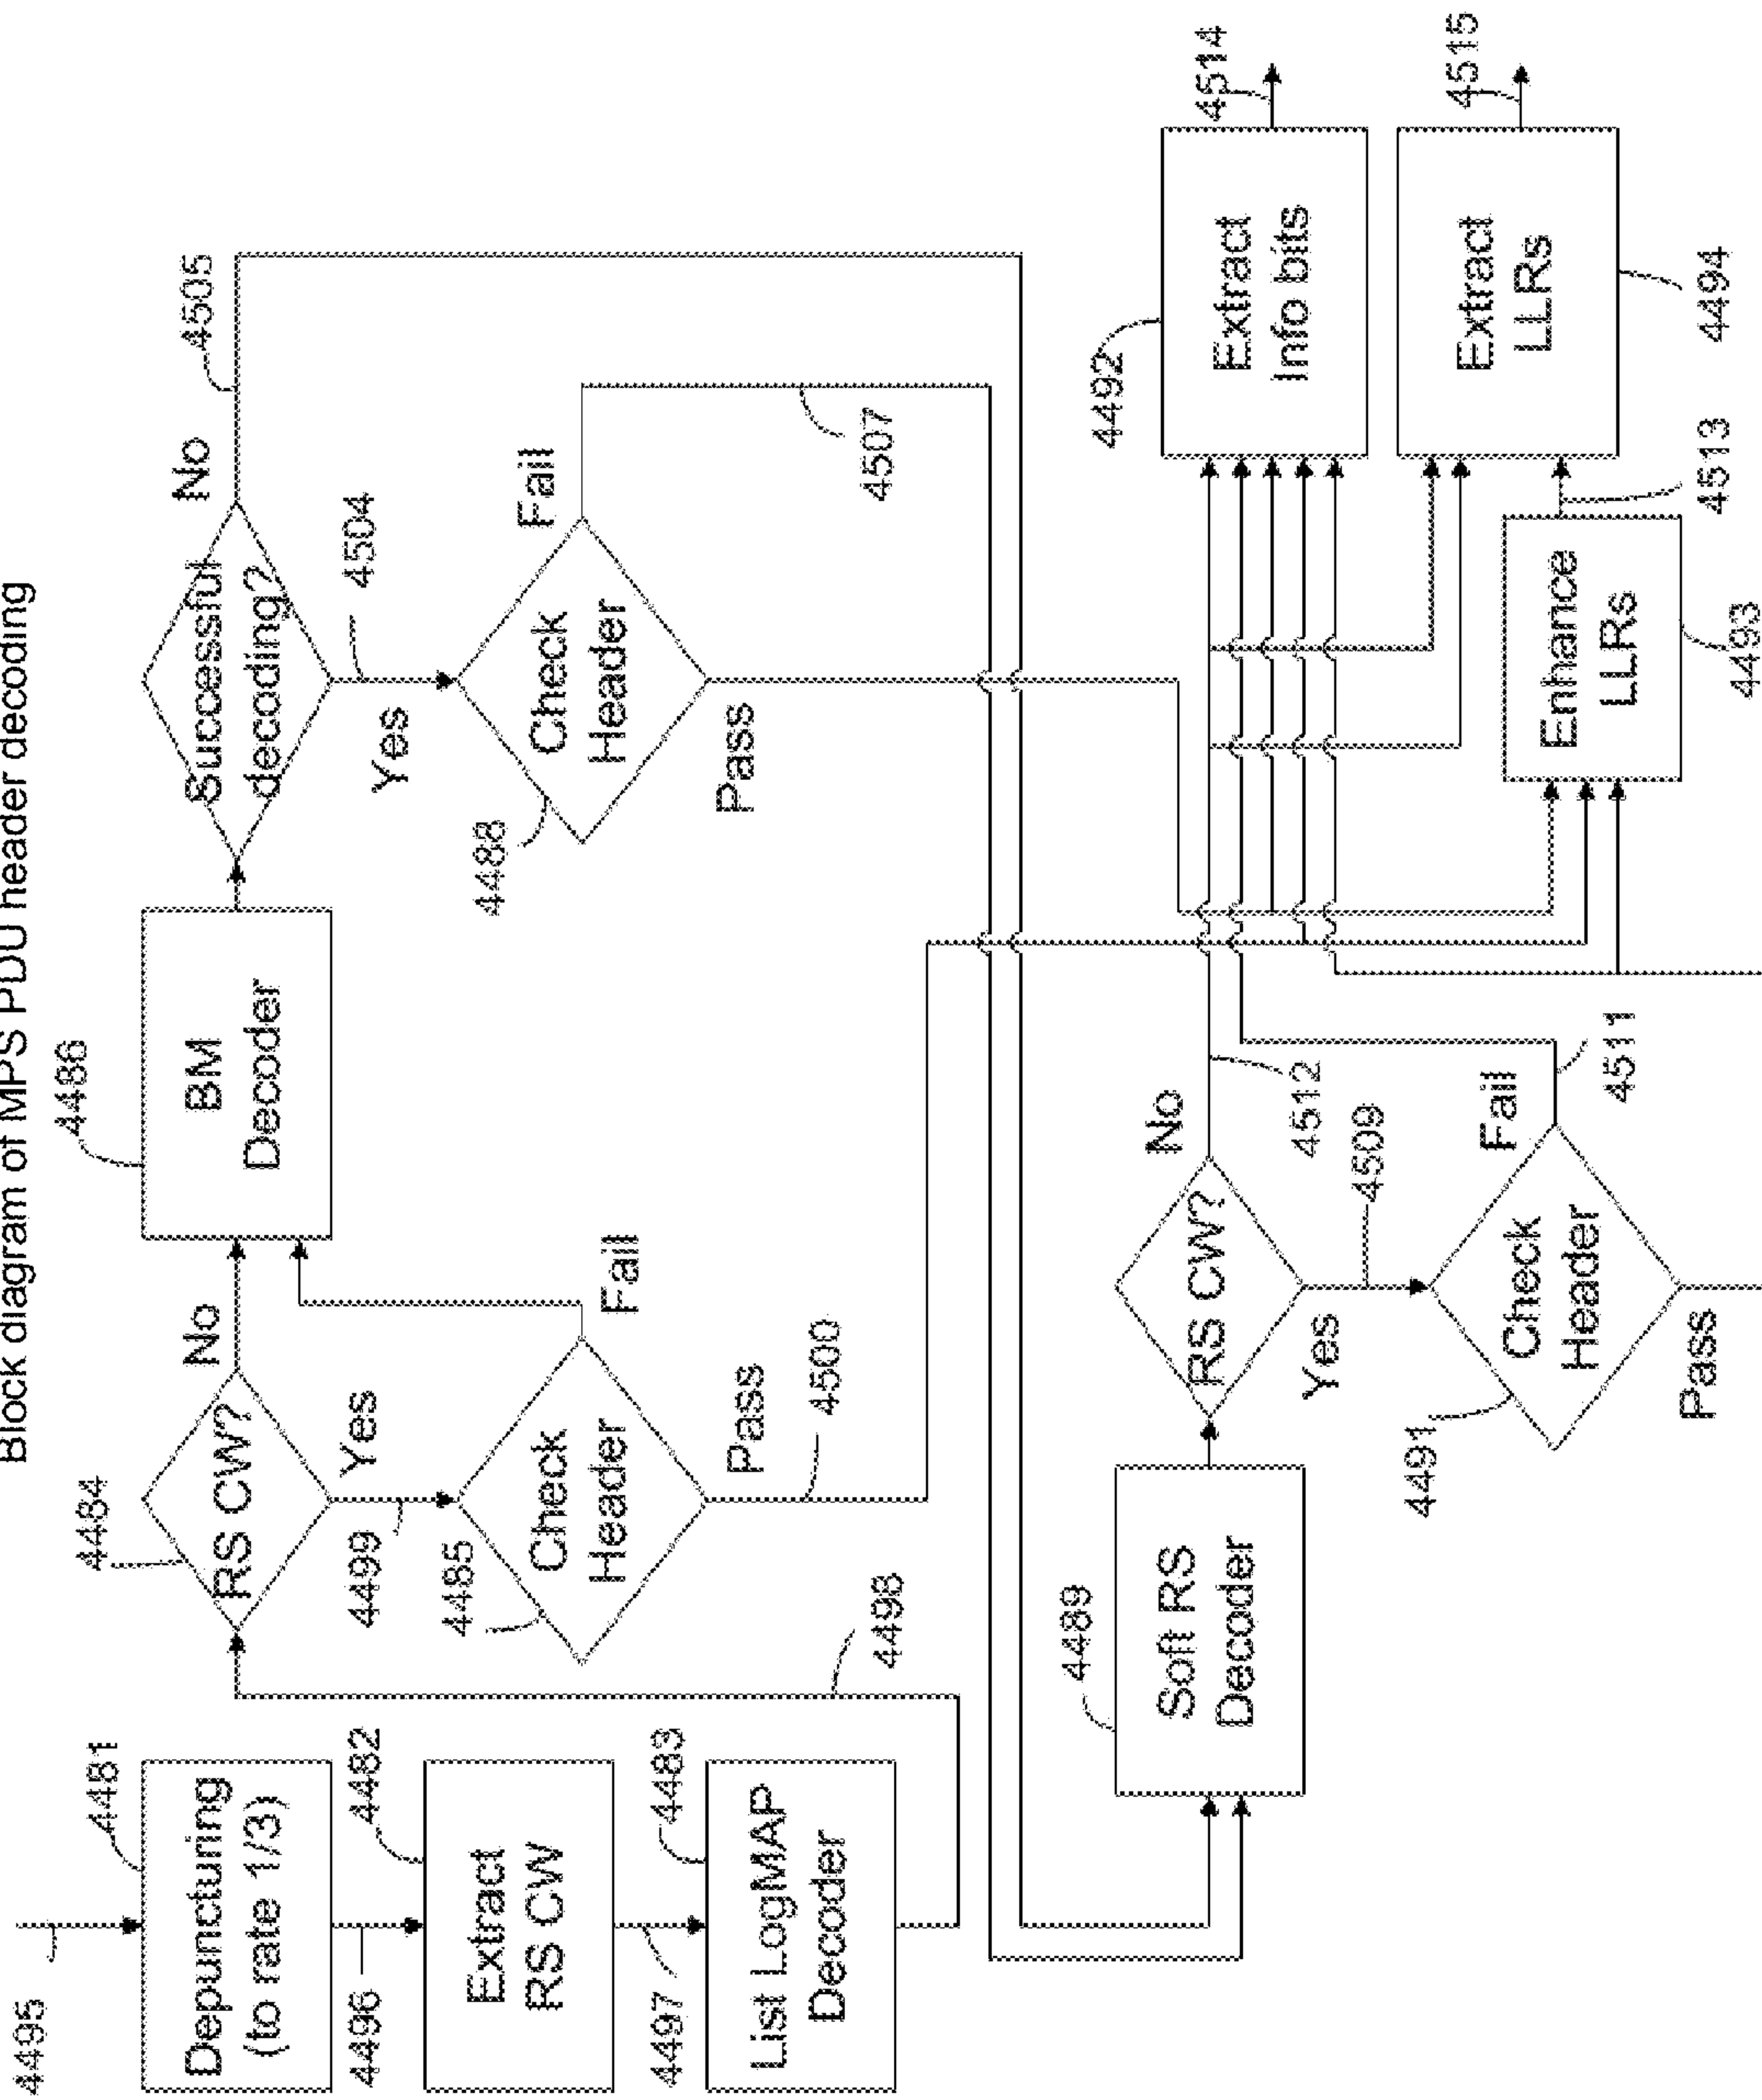 Block diagram of MPS PDU header decoding
4495
4481
Depuncturing
(to rate 1/3)
4496
4482
Extract
RS CW
4497
4483
List LogMAP
Decoder
4498
4484
RS CW?
No
Yes
4499
4485
Check
Header
Fail
Pass
4500
4486
BM
Decoder
Successful
decoding?
No
4505
Yes
4504
4488
Check
Header
Fail
4507
Pass
4489
Soft RS
Decoder
RS CW?
No
4512
Yes
4509
4491
Check
Header
Fail
4511
Pass
4492
Extract
Info bits
4514
Enhance
LLRs
4493
4513
Extract
LLRs
4494
4515